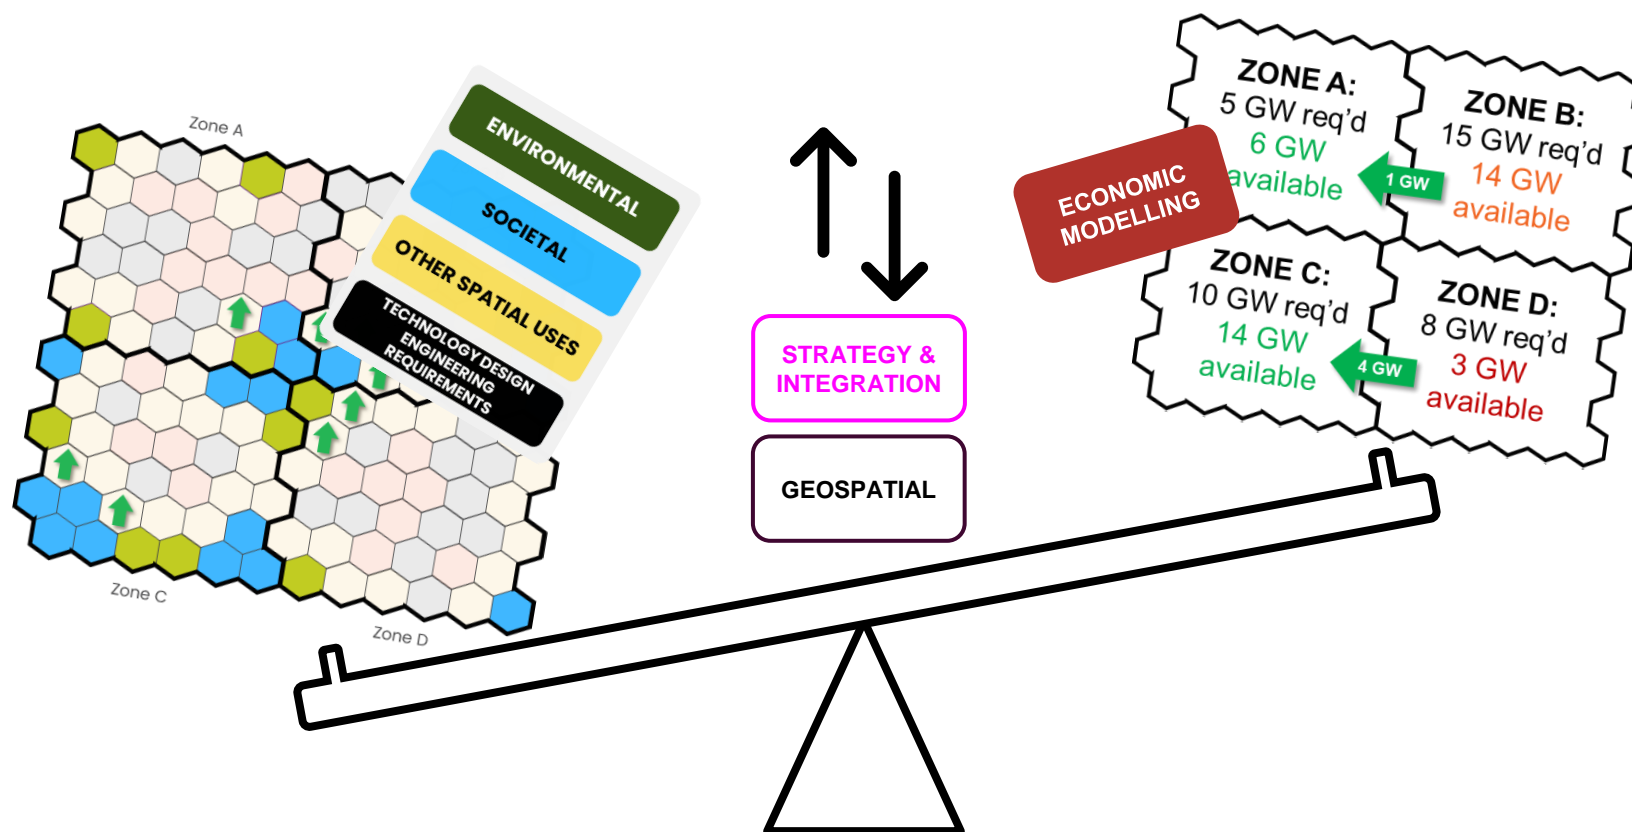 Zone A
ENVIRONMENTAL
SOCIETAL
OTHER SPATIAL USES
TECHNOLOGY DESIGN
ENGINEERING
REQUIREMENTS
Zone C
Zone D
STRATEGY &
INTEGRATION
GEOSPATIAL
ECONOMIC
MODELLING
ZONE A:
5 GW req’d
6 GW
available
1 GW
ZONE B:
15 GW req’d
14 GW
available
ZONE C:
10 GW req’d
14 GW
available
4 GW
ZONE D:
8 GW req’d
3 GW
available